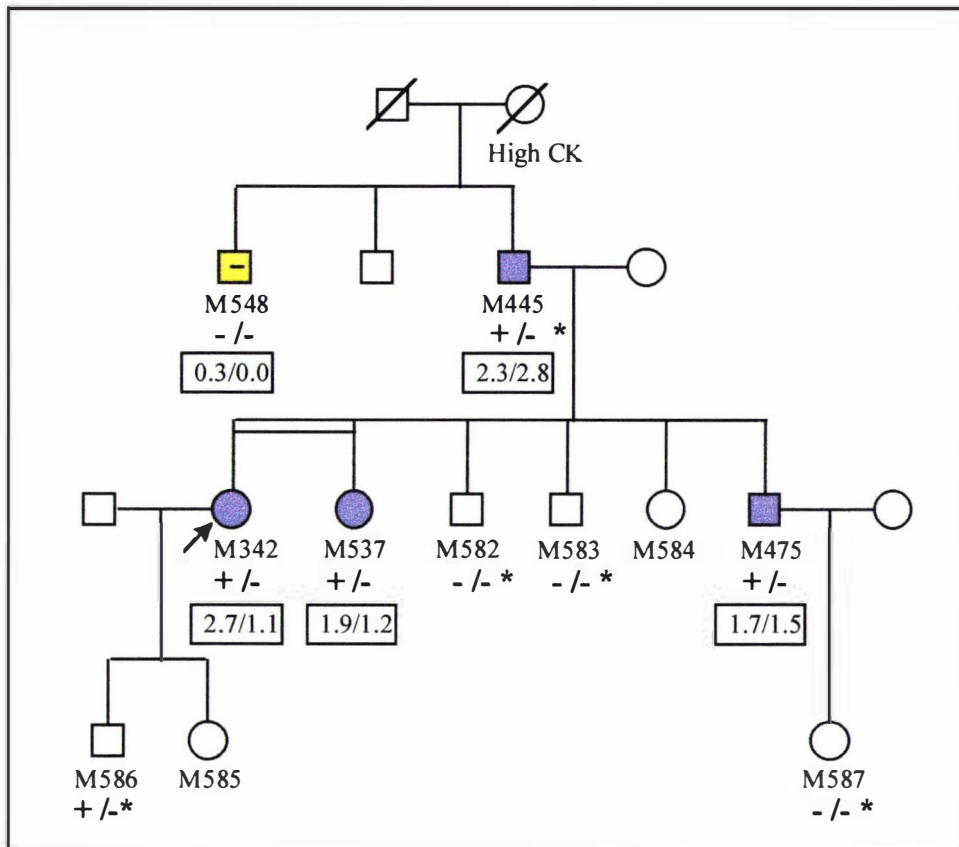 High CK
M548
- /-
0.3/0.0
M445
+ /- *
2.3/2.8
M342
+ /-
2.7/1.1
M537
+ /-
1.9/1.2
M582
- /- *
M583
- /- *
M584
M475
+ /-
1.7/1.5
M586
+ /-*
M585
M587
- /- *